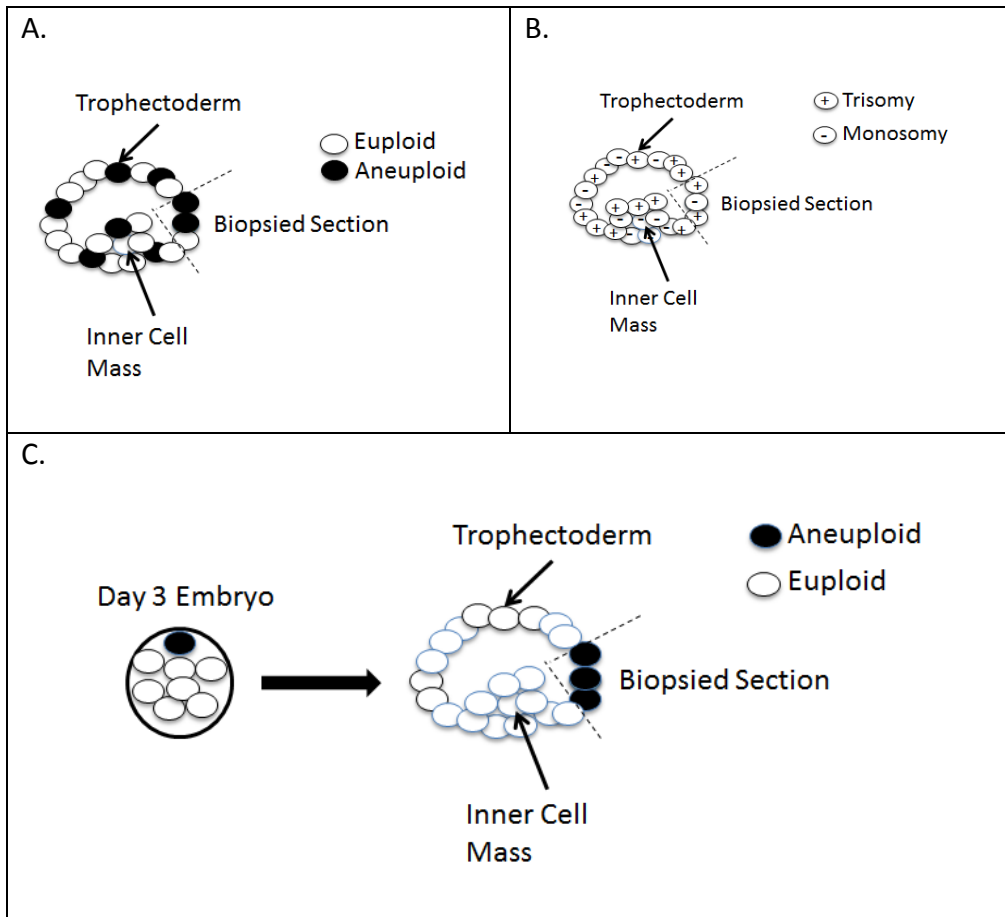 A.
Trophectoderm
Euploid
Aneuploid
Biopsied Section
Inner Cell
Mass
B.
Trophectoderm
+ Trisomy
- Monosomy
Biopsied Section
Inner Cell
Mass
C.
Trophectoderm
Aneuploid
Euploid
Day 3 Embryo
Biopsied Section
Inner Cell
Mass